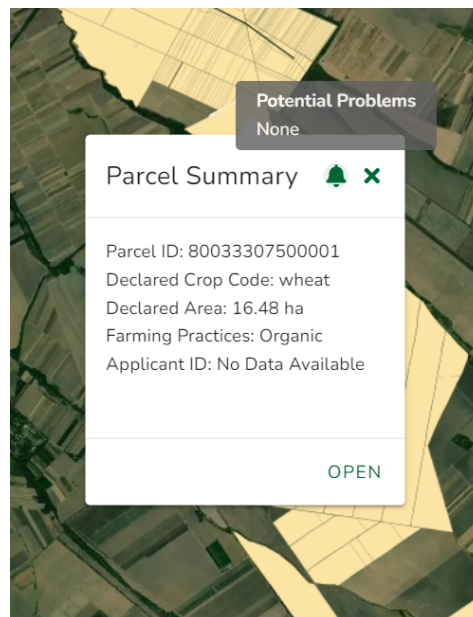 Potential Problems
None
Parcel Summary
Parcel ID: 80033307500001
Declared Crop Code: wheat
Declared Area: 16.48 ha
Farming Practices: Organic
Applicant ID: No Data Available
OPEN